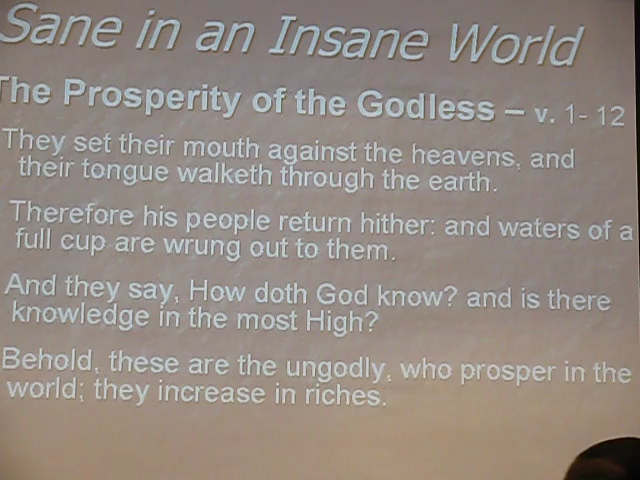 Sane in an Insane World
The Prosperity of the Godless – v. 1- 12
They set their mouth against the heavens, and
their tongue walketh through the earth.
Therefore his people return hither: and waters of a
full cup are wrung out to them.
And they say, How doth God know? and is there
knowledge in the most High?
Behold, these are the ungodly, who prosper in the
world; they increase in riches.